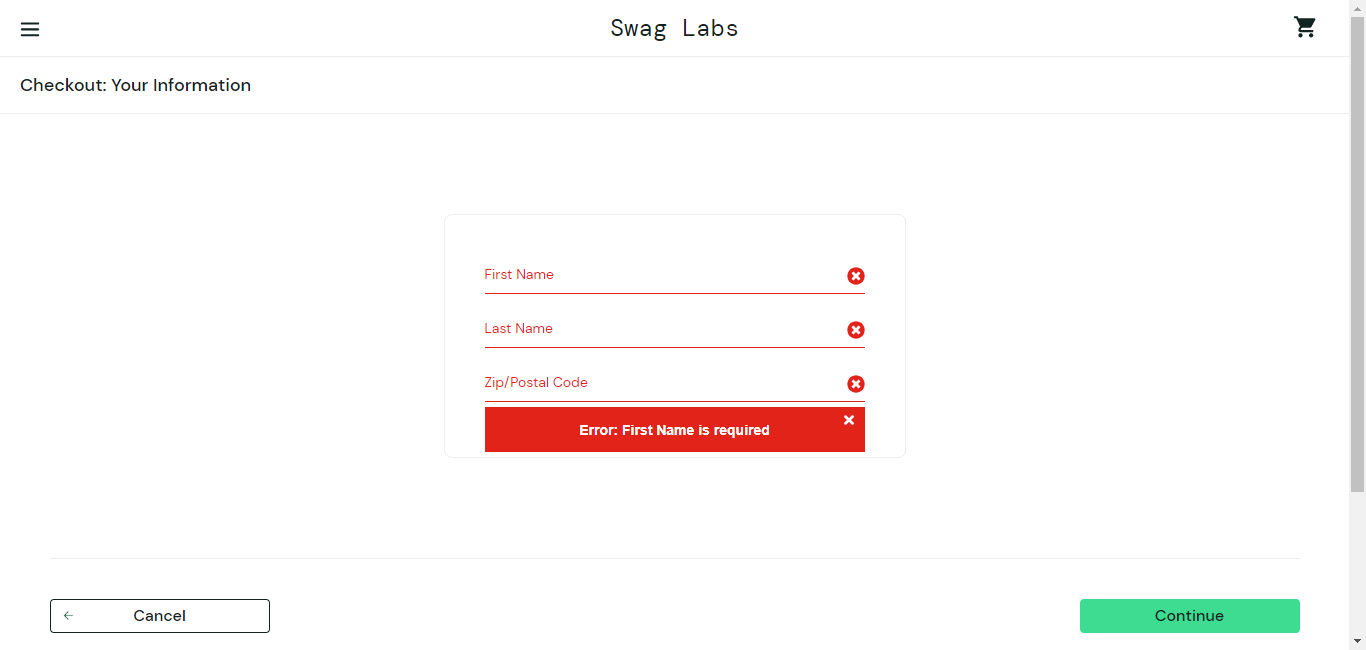 Swag Labs
Checkout: Your Information
First Name
Last Name
Zip/Postal Code
Error: First Name is required
Cancel
Continue